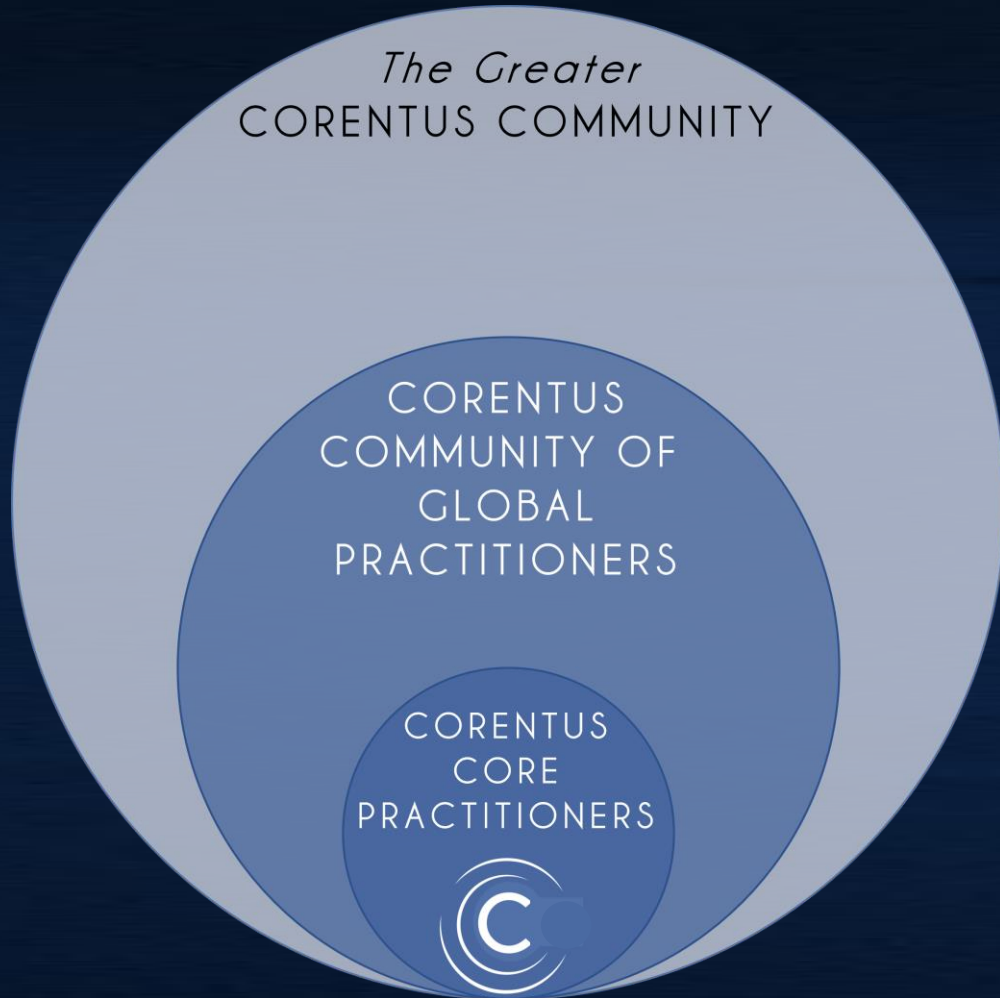 The Greater
CORENTUS COMMUNITY
CORENTUS
COMMUNITY OF
GLOBAL
PRACTITIONERS
CORENTUS
CORE
PRACTITIONERS
C